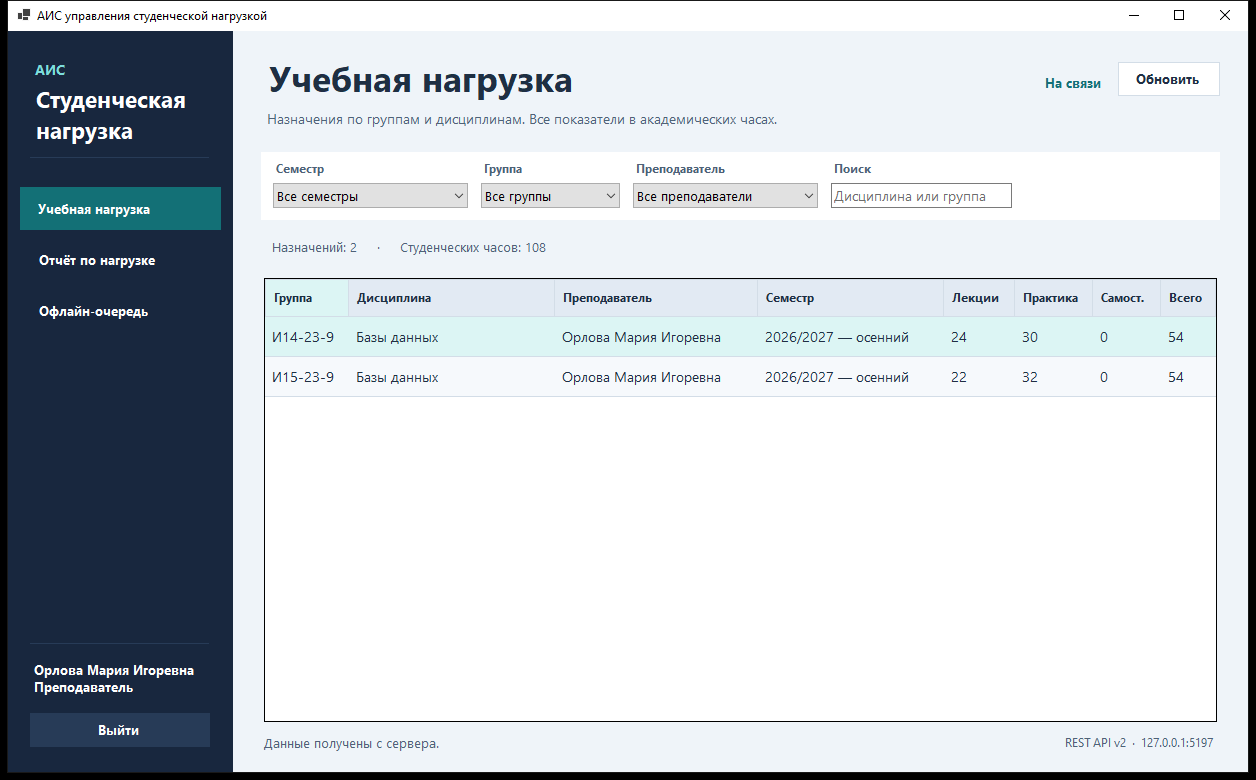 АИС управления студенческой нагрузкой
АИС
Студенческая
нагрузка
Учебная нагрузка
Отчёт по нагрузке
Офлайн-очередь
Орлова Мария Игоревна
Преподаватель
Выйти
Учебная нагрузка
На связи
Обновить
Назначения по группам и дисциплинам. Все показатели в академических часах.
Семестр Группа Преподаватель Поиск
Все семестры Все группы Все преподаватели Дисциплина или группа
Назначений: 2 · Студенческих часов: 108
Группа Дисциплина Преподаватель Семестр Лекции Практика Самост. Всего
И14-23-9 Базы данных Орлова Мария Игоревна 2026/2027 — осенний 24 30 0 54
И15-23-9 Базы данных Орлова Мария Игоревна 2026/2027 — осенний 22 32 0 54
Данные получены с сервера.
REST API v2 · 127.0.0.1:5197